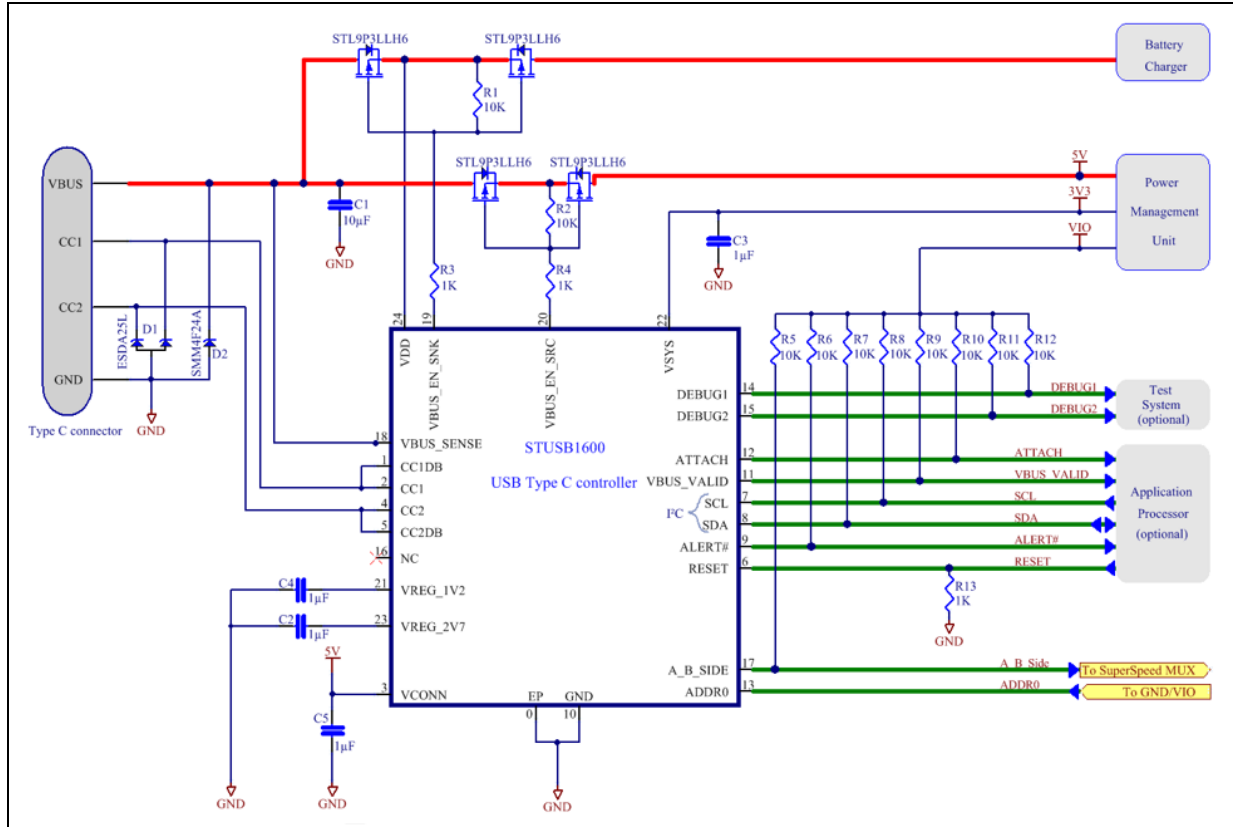 STL9P3LLH6
STL9P3LLH6
Battery
Charger
R1
10K
STL9P3LLH6
STL9P3LLH6
5V
3V3
VIO
Power
Management
Unit
VBUS
CC1
CC2
GND
Type C connector
C1
10µF
GND
R2
10K
R3
1K
R4
1K
C3
1µF
GND
ESDA25L
D1
SMM4F24A
D2
GND
R5
10K
R6
10K
R7
10K
R8
10K
R9
10K
R10
10K
R11
10K
R12
10K
24
VDD
19
VBUS_EN_SNK
20
VBUS_EN_SRC
22
VSYS
STUSB1600
USB Type C controller
18 VBUS_SENSE
1 CC1DB
2 CC1
4 CC2
5 CC2DB
16 NC
21 VREG_1V2
23 VREG_2V7
3 VCONN
C4
1µF
C2
1µF
5V
C5
1µF
GND
GND
EP
0
GND
10
GND
DEBUG1 14 DEBUG1
DEBUG2 15 DEBUG2
ATTACH 12 ATTACH
VBUS_VALID 11 VBUS_VALID
I²C
SCL 7 SCL
SDA 8 SDA
ALERT# 9 ALERT#
RESET 6 RESET
A_B_SIDE 17 A_B_Side
ADDR0 13 ADDR0
R13
1K
GND
Test
System
(optional)
Application
Processor
(optional)
To SuperSpeed MUX
To GND/VIO